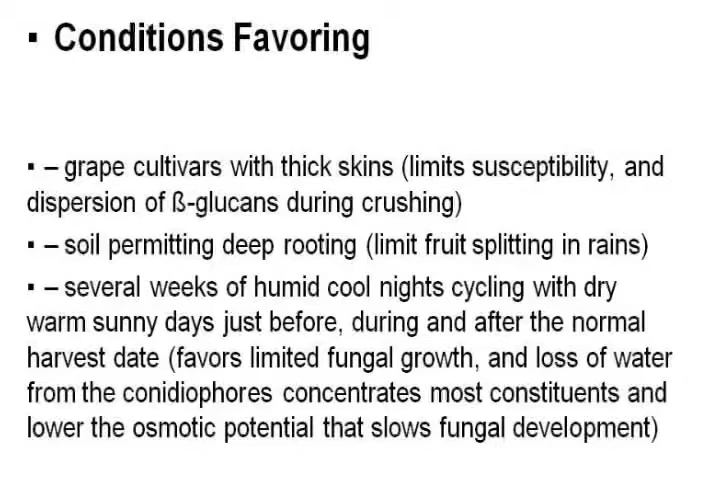 ▪ Conditions Favoring
▪ – grape cultivars with thick skins (limits susceptibility, and
dispersion of ß-glucans during crushing)
▪ – soil permitting deep rooting (limit fruit splitting in rains)
▪ – several weeks of humid cool nights cycling with dry
warm sunny days just before, during and after the normal
harvest date (favors limited fungal growth, and loss of water
from the conidiophores concentrates most constituents and
lower the osmotic potential that slows fungal development)